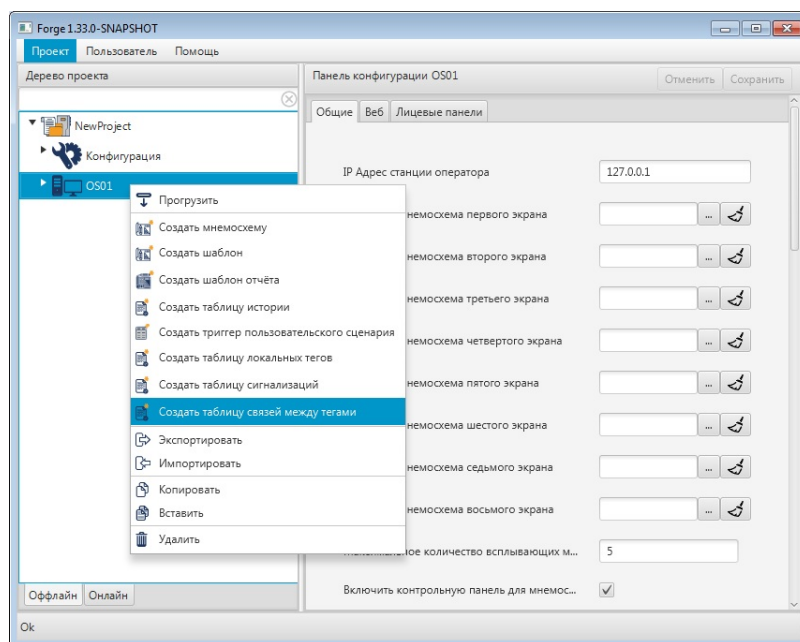 Forge 1.33.0-SNAPSHOT
Проект Пользователь Помощь
Дерево проекта
NewProject
Конфигурация
OS01
Прогрузить
Создать мнемосхему
Создать шаблон
Создать шаблон отчёта
Создать таблицу истории
Создать триггер пользовательского сценария
Создать таблицу локальных тегов
Создать таблицу сигнализаций
Создать таблицу связей между тегами
Экспортировать
Импортировать
Копировать
Вставить
Удалить
Оффлайн Онлайн
Панель конфигурации OS01
Отменить Сохранить
Общие Веб Лицевые панели
IP Адрес станции оператора 127.0.0.1
немосхема первого экрана ...
немосхема второго экрана ...
немосхема третьего экрана ...
немосхема четвертого экрана ...
немосхема пятого экрана ...
немосхема шестого экрана ...
немосхема седьмого экрана ...
немосхема восьмого экрана ...
количество всплывающих м... 5
Включить контрольную панель для мнемос...
Ok